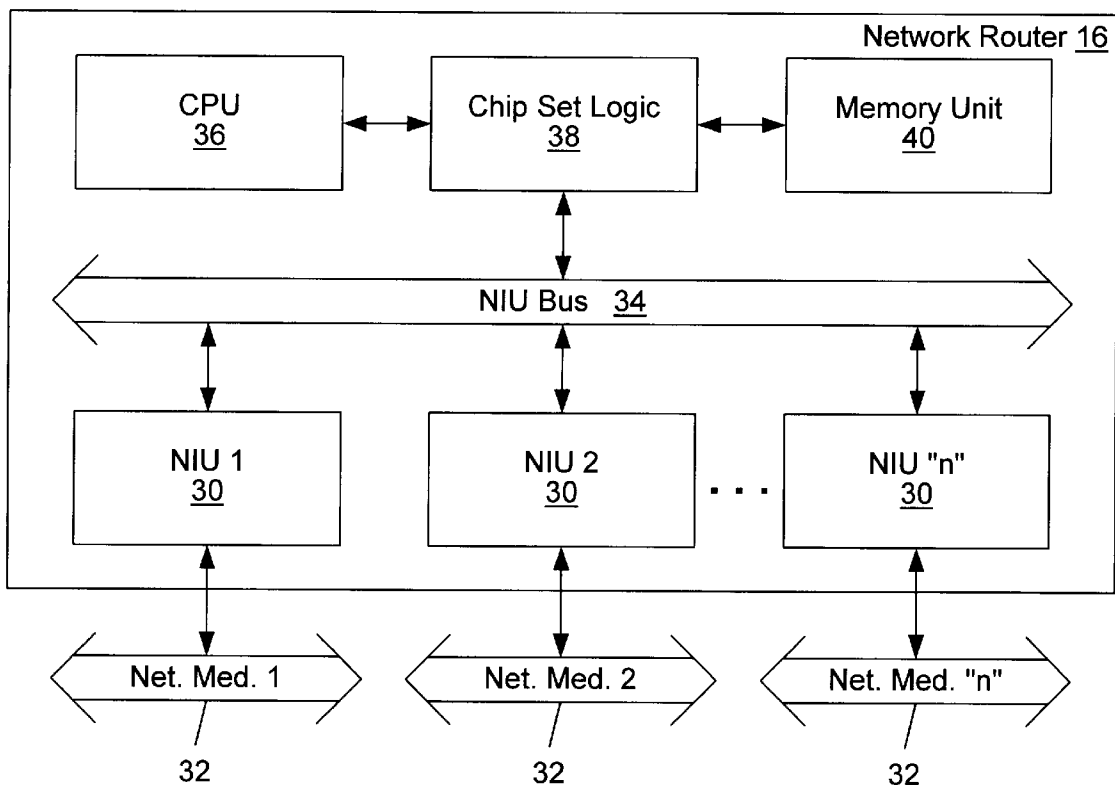 Network Router 16
CPU
36
Chip Set Logic
38
Memory Unit
40
NIU Bus 34
NIU 1
30
NIU 2
30
. . .
NIU "n"
30
Net. Med. 1
Net. Med. 2
Net. Med. "n"
32
32
32